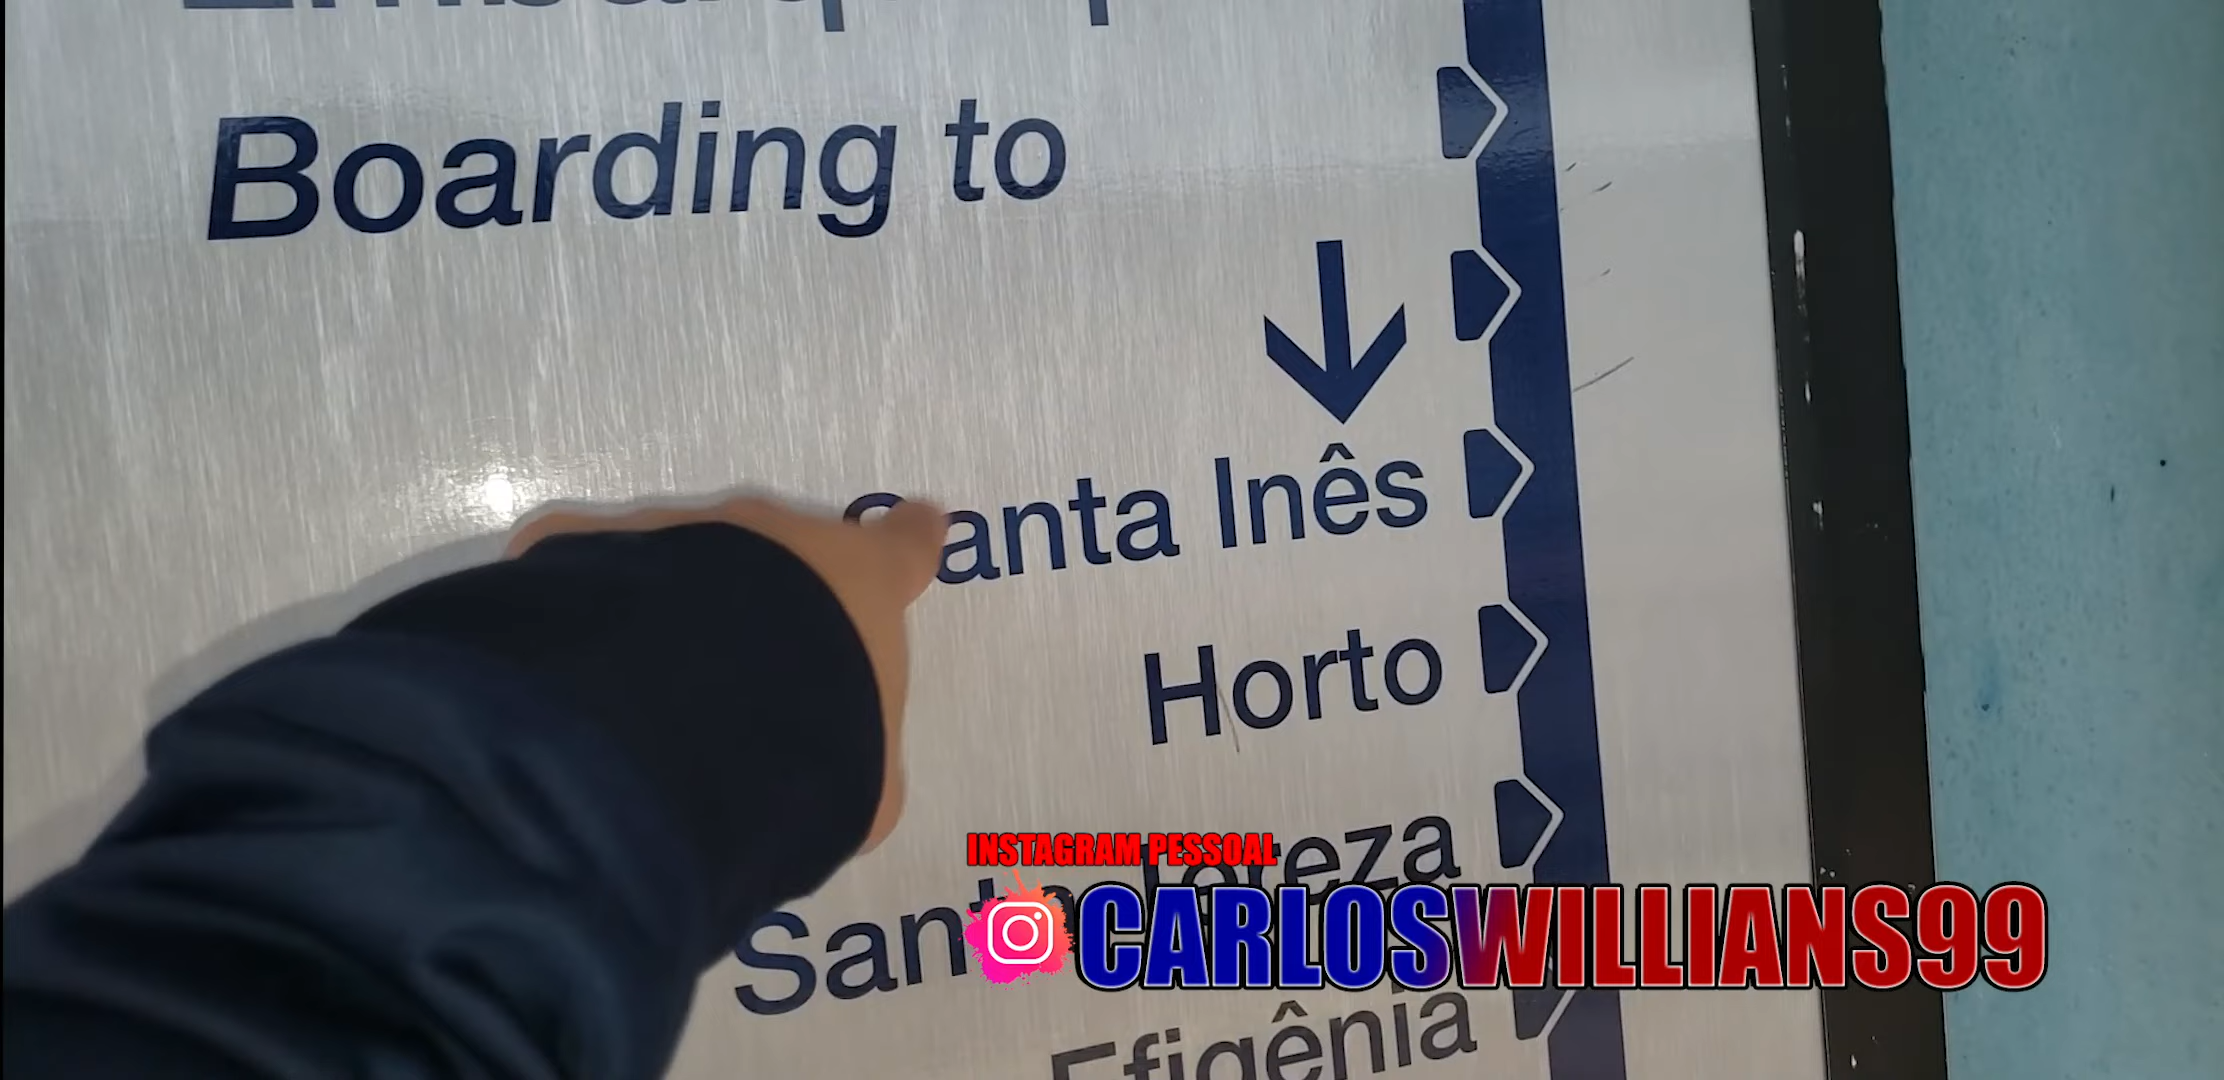 Boarding to
Santa Inês
Horto
Santa Tereza
Efigênia
INSTAGRAM PESSOAL
CARLOSWILLIANS99